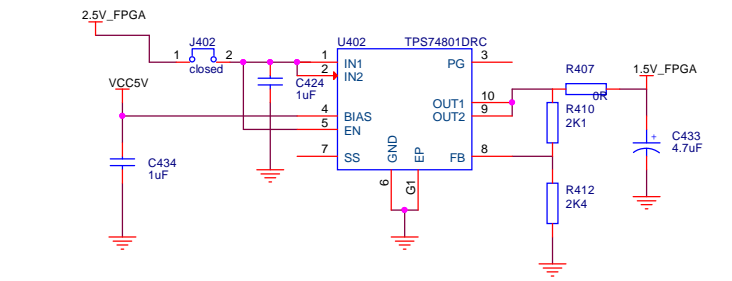 2.5V_FPGA
J402
1 2
closed
U402 TPS74801DRC
1 IN1
2 IN2
PG 3
C424
1uF
VCC5V
R407
0R
1.5V_FPGA
OUT1 10
OUT2 9
R410
2K1
4 BIAS
5 EN
C433
4.7uF
+
7 SS
GND
EP
FB 8
C434
1uF
6
G1
R412
2K4